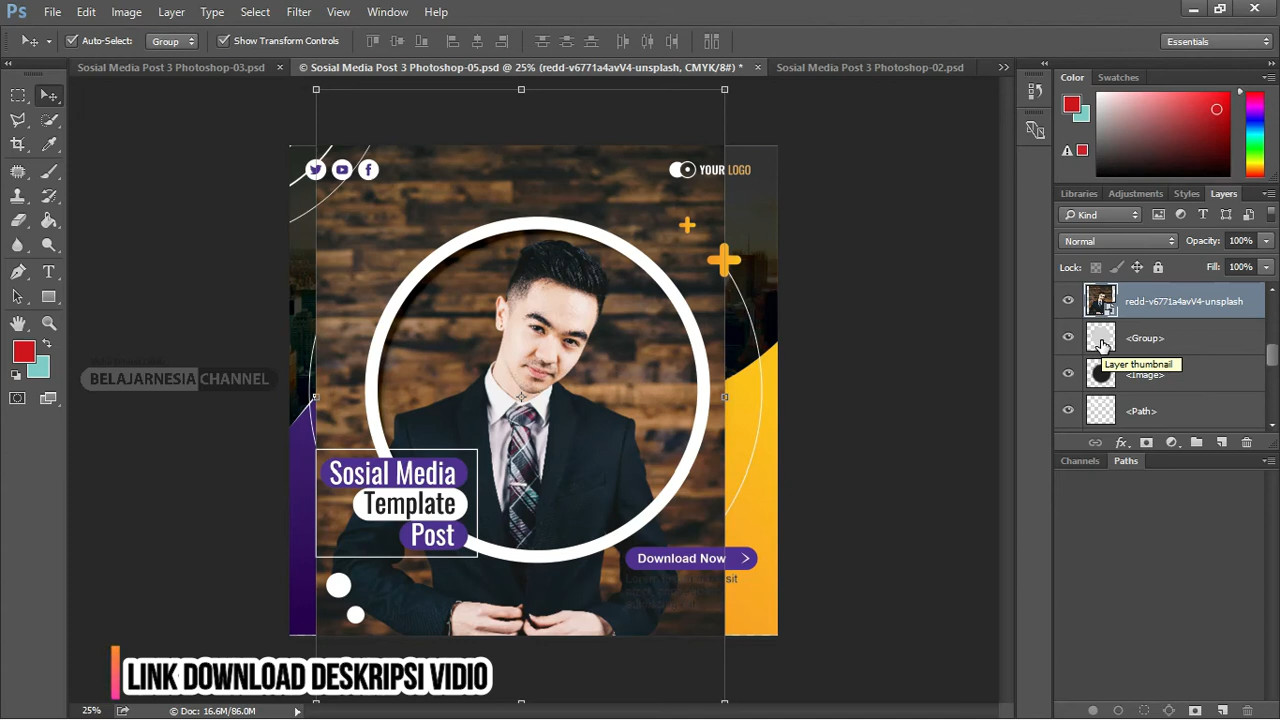 Ps File Edit Image Layer Type Select Filter 3D View Window Help
Auto-Select: Group Show Transform Controls Essentials
Sosial Media Post 3 Photoshop-03.psd × © Sosial Media Post 3 Photoshop-05.psd @ 25% (redd-v6771a4avV4-unsplash, CMYK/8#) * × Sosial Media Post 3 Photoshop-02.psd
Color Swatches
YOUR LOGO
Libraries Adjustments Styles Layers
Kind
Normal Opacity: 100%
Lock: Fill: 100%
redd-v6771a4avV4-unsplash
<Group>
Layer thumbnail
<Image>
<Path>
BELAJARNESIA CHANNEL
Sosial Media
Template
Post
Download Now
Channels Paths
LINK DOWNLOAD DESKRIPSI VIDIO
25% © Doc: 16.6M/86.0M